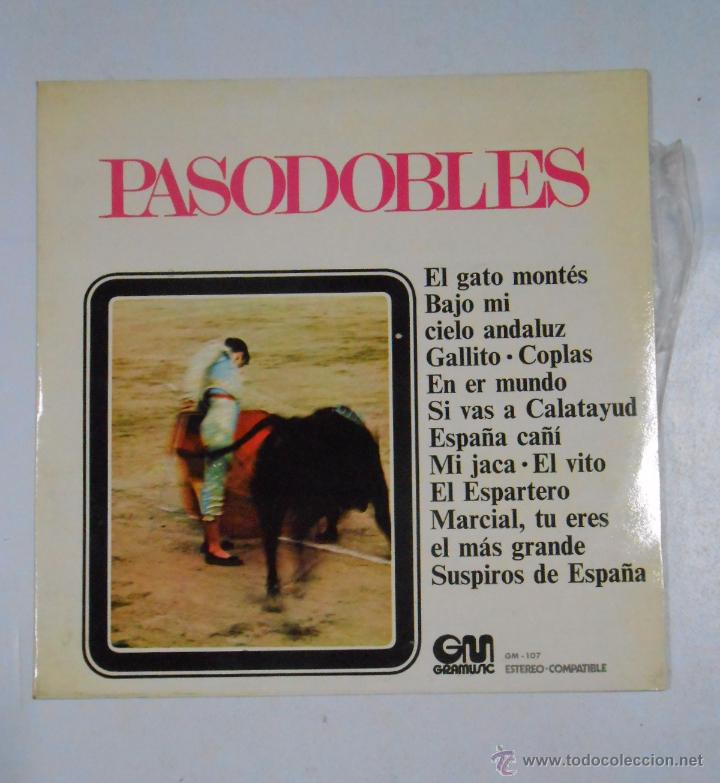 PASODOBLES
El gato montés
Bajo mi
cielo andaluz
Gallito · Coplas
En er mundo
Si vas a Calatayud
España cañí
Mi jaca · El vito
El Espartero
Marcial, tu eres
el más grande
Suspiros de España
GM
GRAMUSIC
GM - 107
ESTEREO-COMPATIBLE
© www.todocoleccion.net